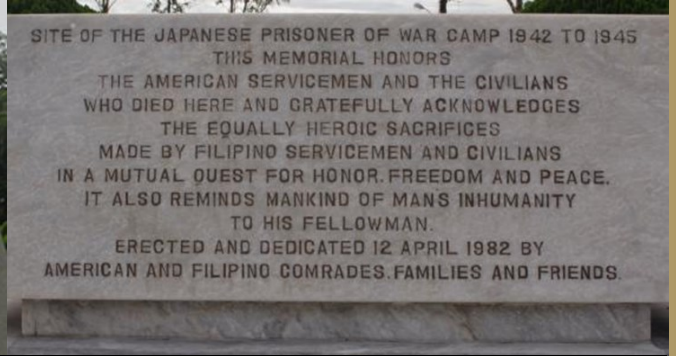 SITE OF THE JAPANESE PRISONER OF WAR CAMP 1942 TO 1945
THIS MEMORIAL HONORS
THE AMERICAN SERVICEMEN AND THE CIVILIANS
WHO DIED HERE AND GRATEFULLY ACKNOWLEDGES
THE EQUALLY HEROIC SACRIFICES
MADE BY FILIPINO SERVICEMEN AND CIVILIANS
IN A MUTUAL QUEST FOR HONOR. FREEDOM AND PEACE.
IT ALSO REMINDS MANKIND OF MAN'S INHUMANITY
TO HIS FELLOWMAN.
ERECTED AND DEDICATED 12 APRIL 1982 BY
AMERICAN AND FILIPINO COMRADES. FAMILIES AND FRIENDS.